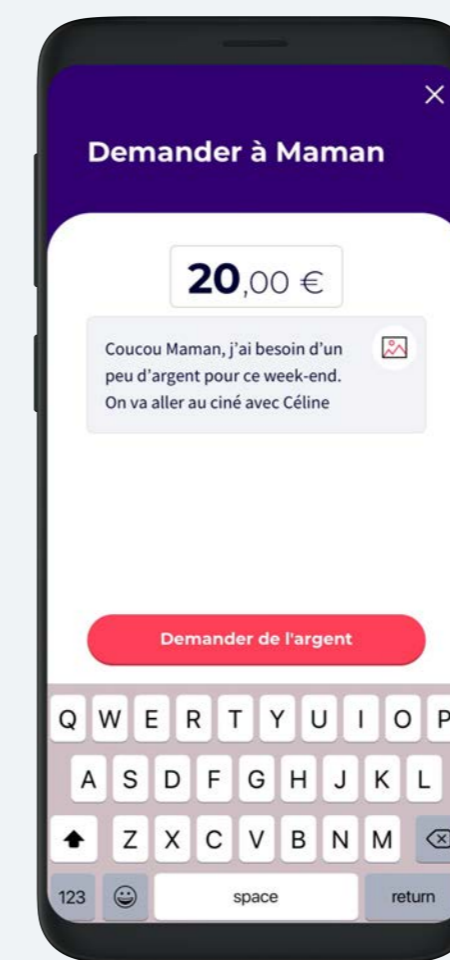 Demander à Maman
20,00 €
Coucou Maman, j'ai besoin d'un
peu d'argent pour ce week-end.
On va aller au ciné avec Céline
Demander de l'argent
Q W E R T Y U I O P
A S D F G H J K L
Z X C V B N M
123 space return